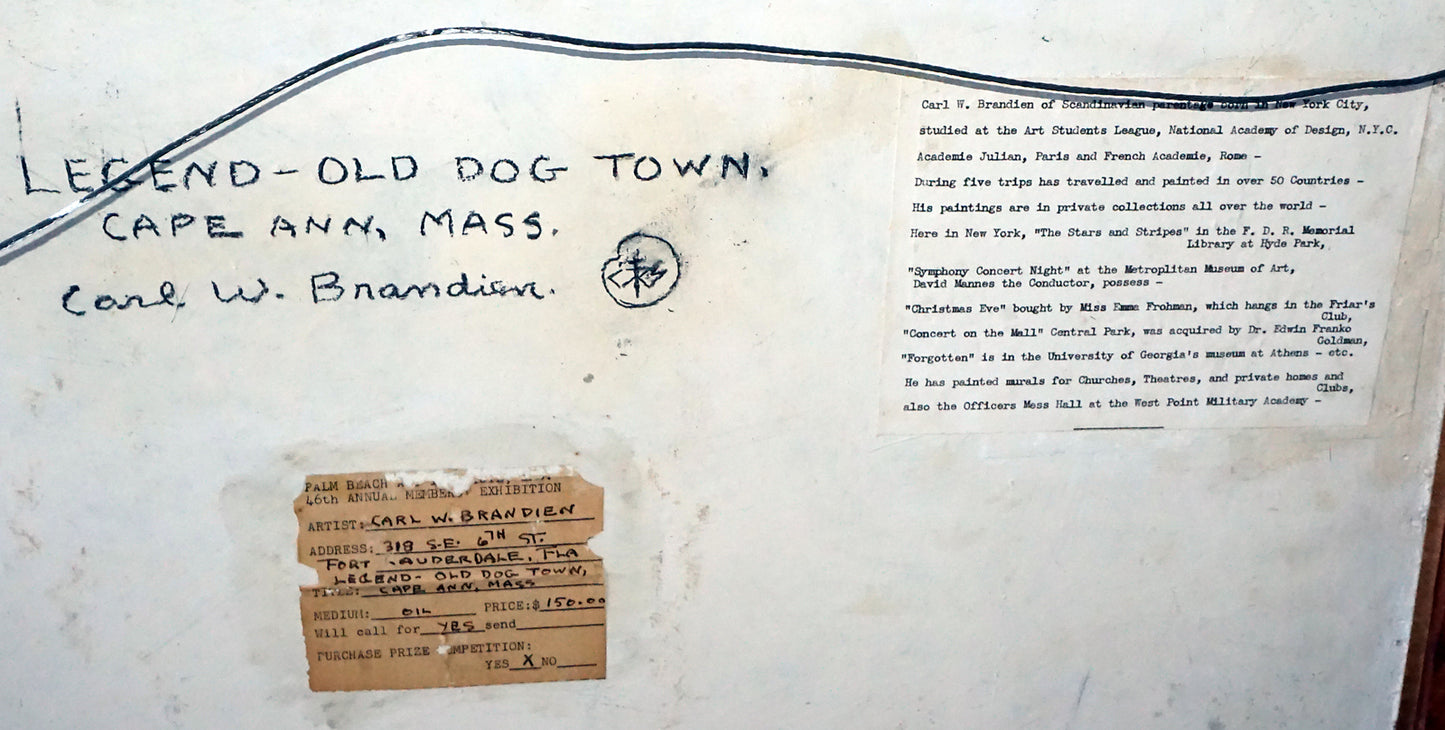 LEGEND - OLD DOG TOWN.
CAPE ANN, MASS.
Carl W. Brandien.
Carl W. Brandien of Scandinavian parentage born in New York City,
studied at the Art Students League, National Academy of Design, N.Y.C.
Academie Julian, Paris and French Academie, Rome -
During five trips has travelled and painted in over 50 Countries -
His paintings are in private collections all over the world -
Here in New York, "The Stars and Stripes" in the F. D. R. Memorial
Library at Hyde Park,
"Symphony Concert Night" at the Metroplitan Museum of Art,
David Mannes the Conductor, possess -
"Christmas Eve" bought by Miss Emma Frohman, which hangs in the Friar's
Club,
"Concert on the Mall" Central Park, was acquired by Dr. Edwin Franko
Goldman,
"Forgotten" is in the University of Georgia's museum at Athens - etc.
He has painted murals for Churches, Theatres, and private homes and
Clubs,
also the Officers Mess Hall at the West Point Military Academy -
PALM BEACH
46th ANNUAL MEMBERS' EXHIBITION
ARTIST: CARL W. BRANDIEN
ADDRESS: 318 S.E. 6TH ST.
FORT LAUDERDALE, FLA
LEGEND - OLD DOG TOWN,
TITLE: CAPE ANN, MASS
MEDIUM: OIL PRICE: $ 150.00
Will call for YES send
PURCHASE PRIZE COMPETITION:
YES X NO